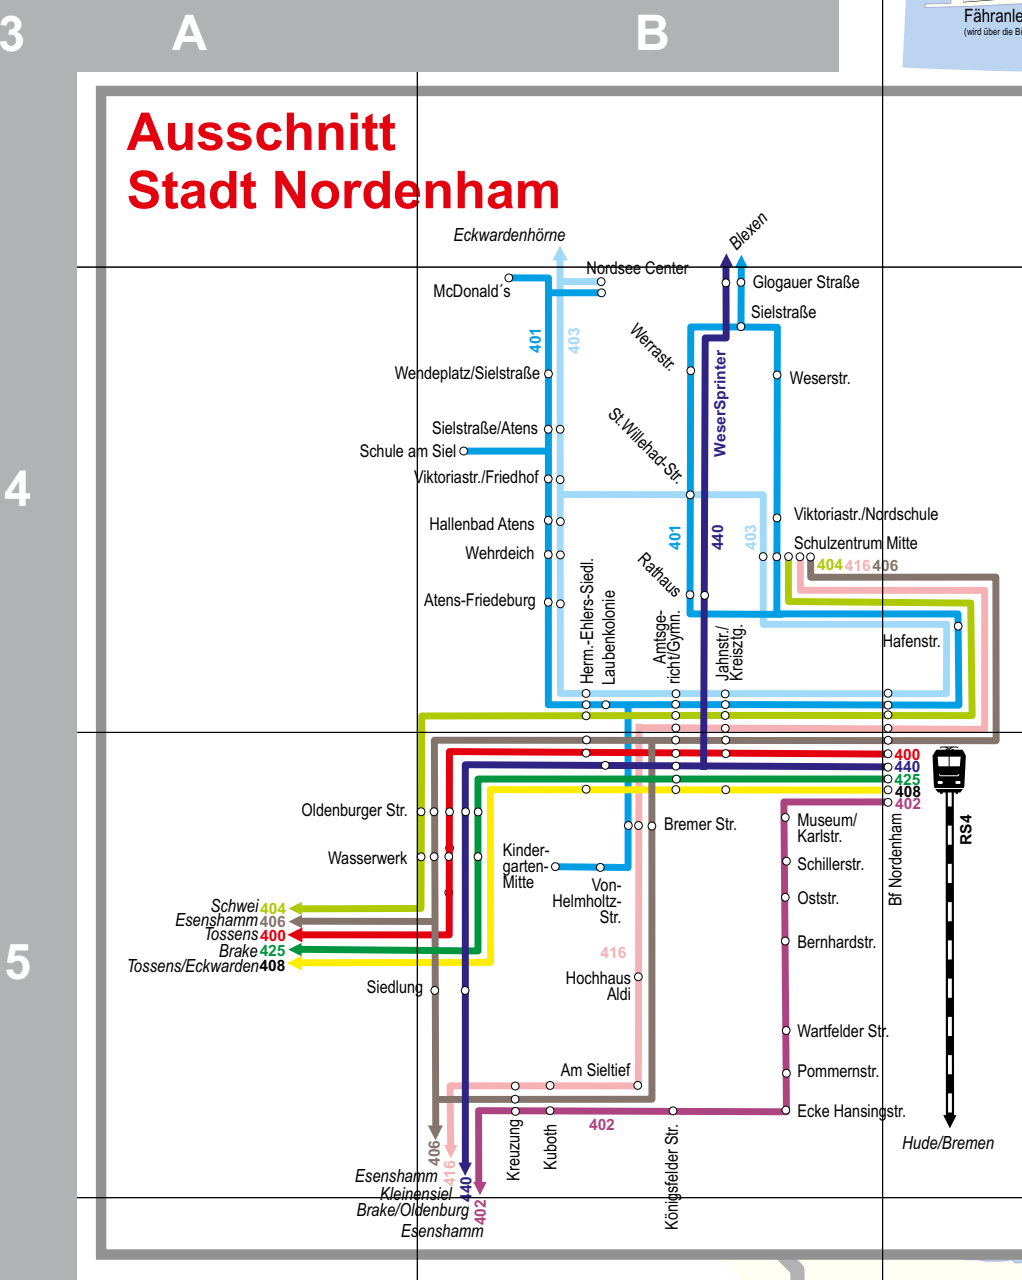 3
A
B
Fähranle
(wird über die B
Ausschnitt
Stadt Nordenham
Eckwardenhörne
Blexen
Nordsee Center
McDonald´s
Glogauer Straße
Sielstraße
401
403
Werrastr.
WeserSprinter
Wendeplatz/Sielstraße
Weserstr.
Sielstraße/Atens
St.Willehad-Str.
Schule am Siel
Viktoriastr./Friedhof
4
Hallenbad Atens
401
440
403
Viktoriastr./Nordschule
Schulzentrum Mitte
Wehrdeich
404 416 406
Rathaus
Atens-Friedeburg
Herm.-Ehlers-Siedl.
Laubenkolonie
Amtsge-
richt/Gymn.
Jahnstr./
Kreisztg.
Hafenstr.
400
440
425
408
402
Oldenburger Str.
Bremer Str.
Museum/
Karlstr.
Bf Nordenham
RS4
Wasserwerk
Kinder-
garten-
Mitte
Schillerstr.
Von-
Helmholtz-
Str.
Oststr.
Schwei 404
Esenshamm 406
Tossens 400
Brake 425
Tossens/Eckwarden 408
Bernhardstr.
416
5
Siedlung
Hochhaus
Aldi
Wartfelder Str.
Am Sieltief
Pommernstr.
Ecke Hansingstr.
402
Kreuzung
Kuboth
Königsfelder Str.
Hude/Bremen
406
416
440
402
Esenshamm
Kleinensiel
Brake/Oldenburg
Esenshamm